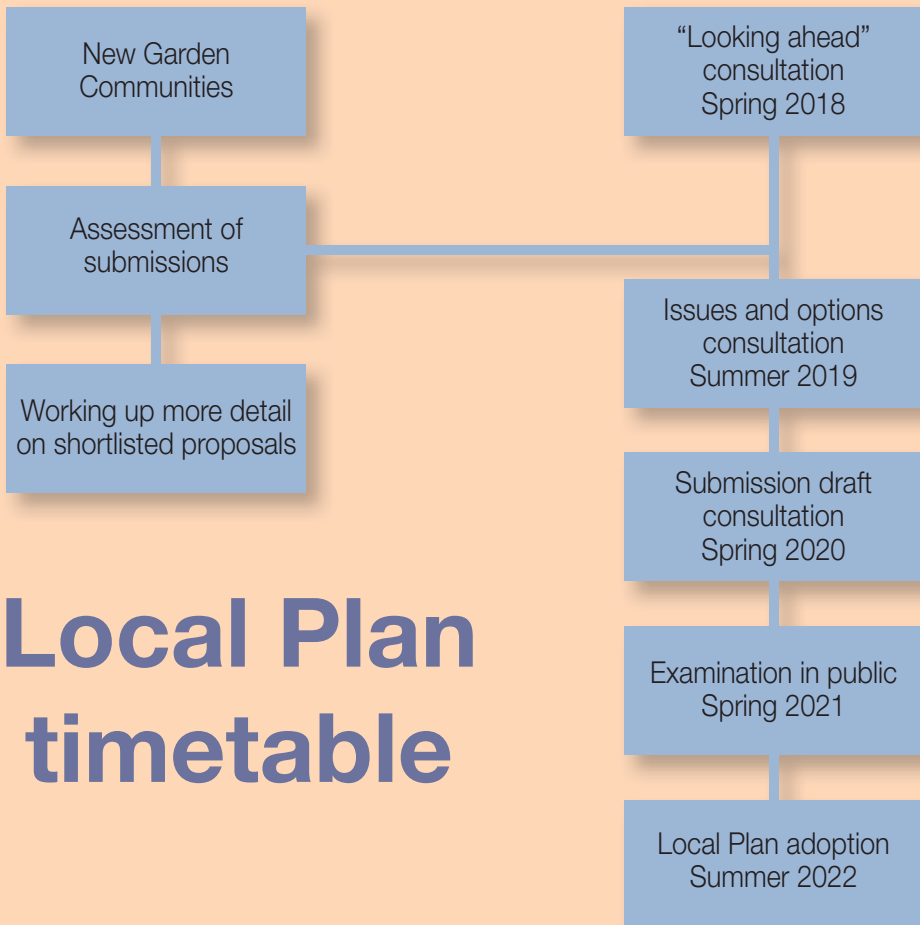 New Garden
Communities
Assessment of
submissions
Working up more detail
on shortlisted proposals
“Looking ahead”
consultation
Spring 2018
Issues and options
consultation
Summer 2019
Submission draft
consultation
Spring 2020
Examination in public
Spring 2021
Local Plan adoption
Summer 2022
Local Plan
timetable